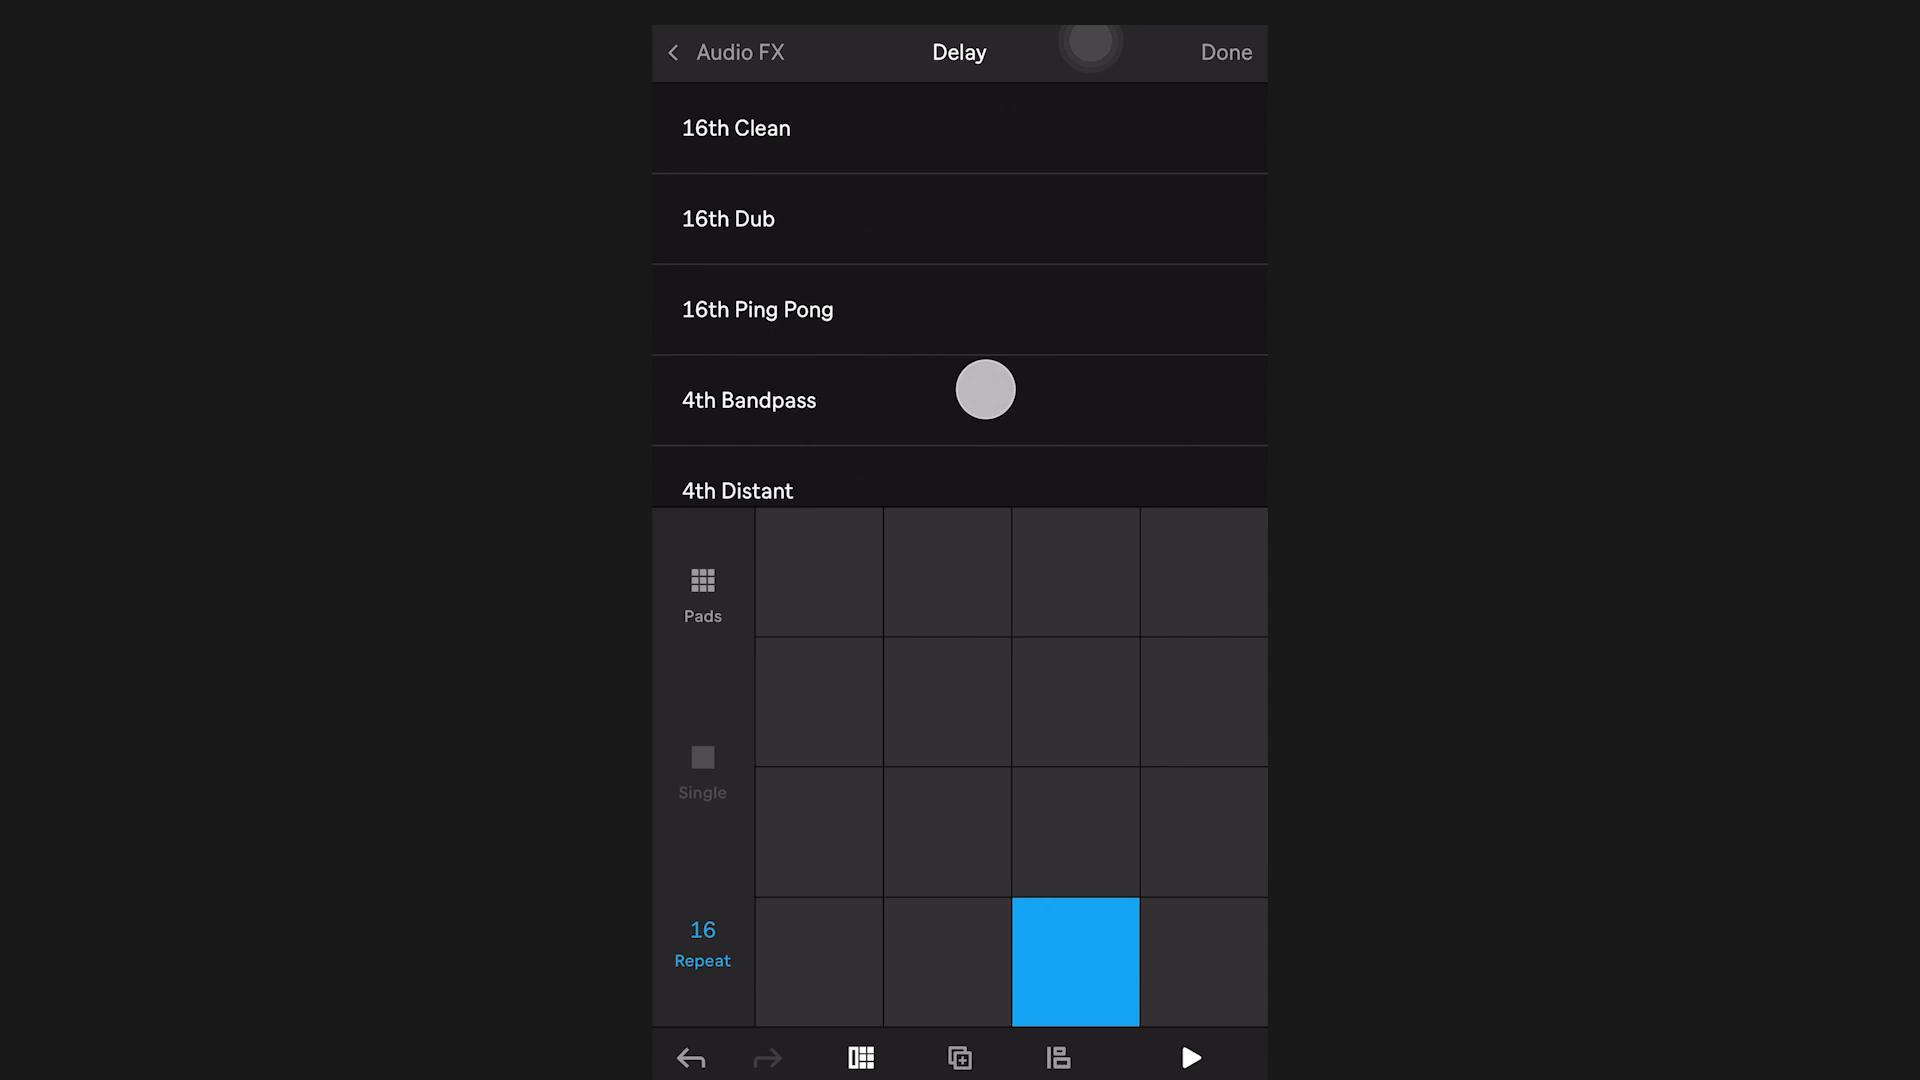 Audio FX
Delay
Done
16th Clean
16th Dub
16th Ping Pong
4th Bandpass
4th Distant
Pads
Single
16
Repeat